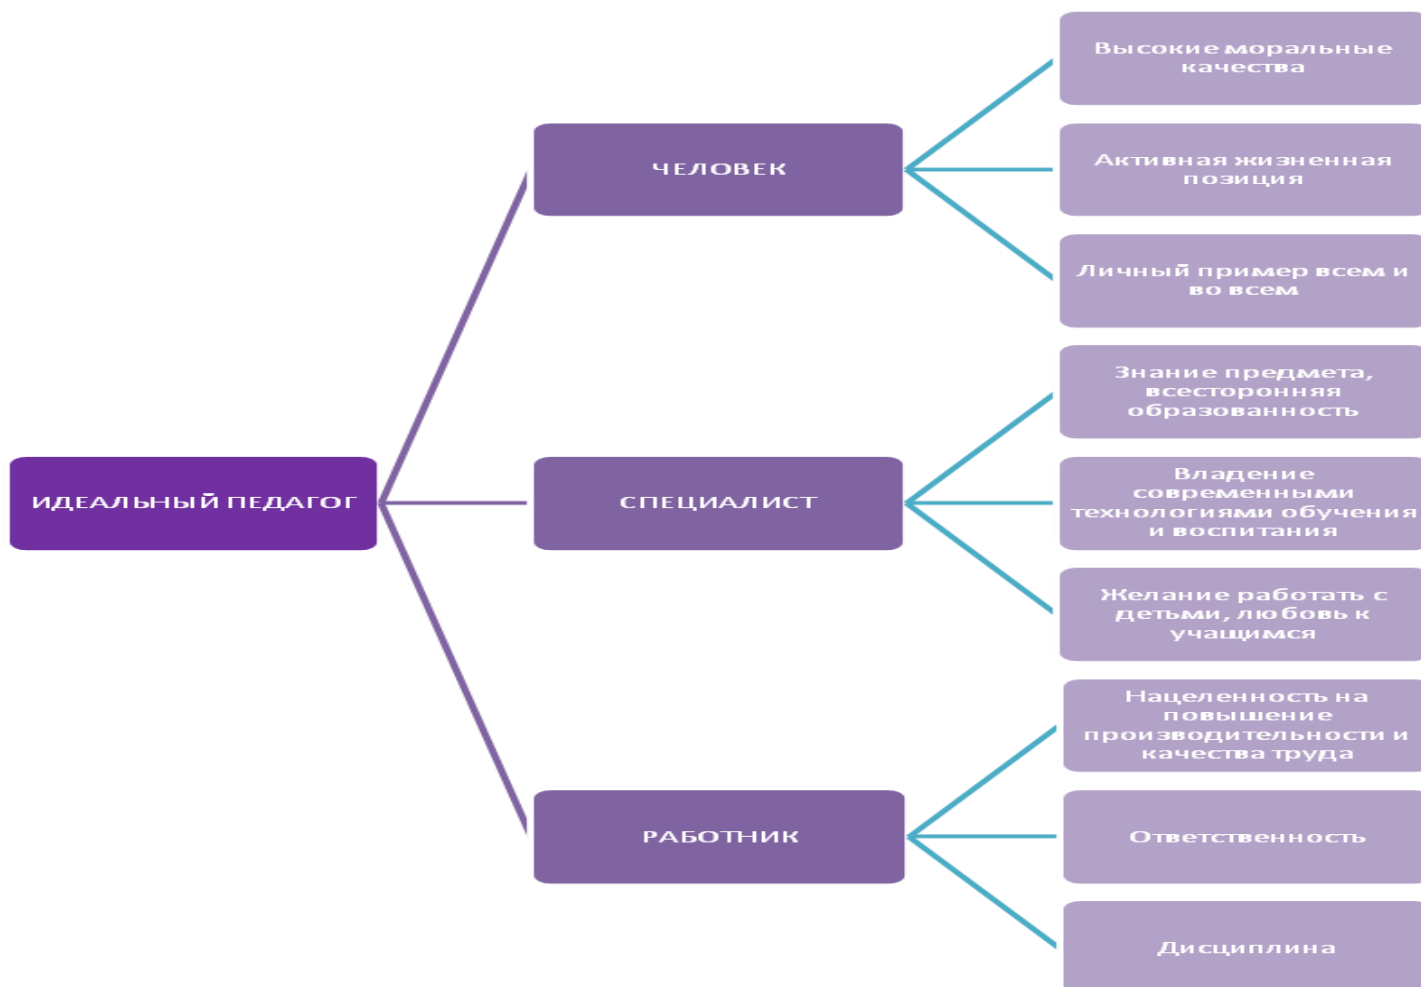 Высокие моральные
качества
ЧЕЛОВЕК
Активная жизненная
позиция
Личный пример всем и
во всем
Знание предмета,
всесторонняя
образованность
ИДЕАЛЬНЫЙ ПЕДАГОГ
СПЕЦИАЛИСТ
Владение
современными
технологиями обучения
и воспитания
Желание работать с
детьми, любовь к
учащимся
Нацеленность на
повышение
производительности и
качества труда
РАБОТНИК
Ответственность
Дисциплина